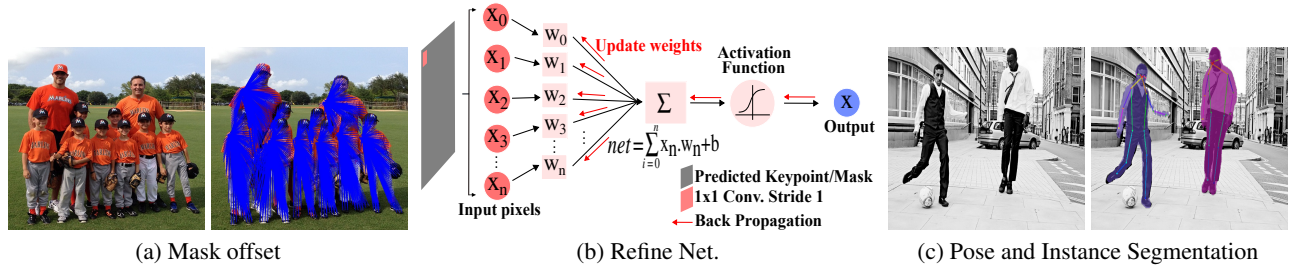 X0
X1
X2
X3
Xn
Input pixels
W0
W1
W2
W3
Wn
Update weights
Σ
net=∑xn.wn+b
n
i=0
Activation
Function
X
Output
Predicted Keypoint/Mask
1x1 Conv. Stride 1
Back Propagation
(a) Mask offset
(b) Refine Net.
(c) Pose and Instance Segmentation